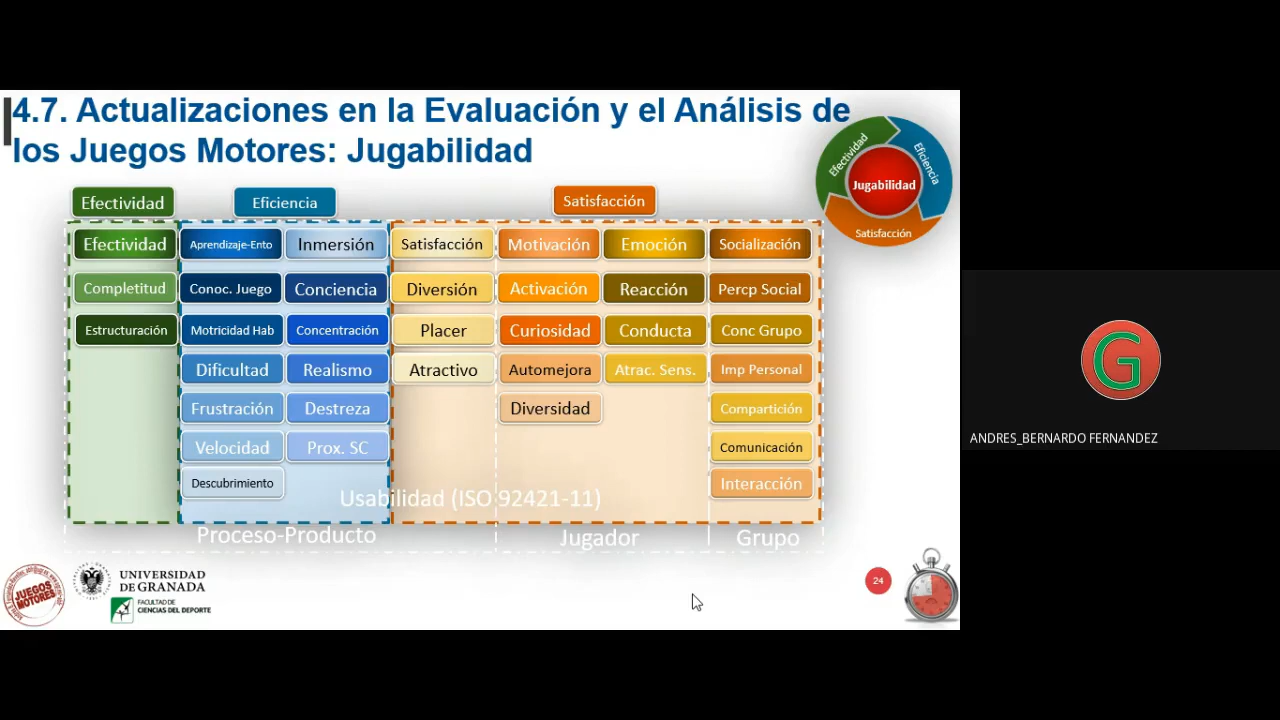 4.7. Actualizaciones en la Evaluación y el Análisis de
los Juegos Motores: Jugabilidad
Efectividad
Eficiencia
Jugabilidad
Satisfacción
Efectividad
Eficiencia
Satisfacción
Efectividad
Aprendizaje-Ento
Inmersión
Satisfacción
Motivación
Emoción
Socialización
Completitud
Conoc. Juego
Conciencia
Diversión
Activación
Reacción
Percp Social
Estructuración
Motricidad Hab
Concentración
Placer
Curiosidad
Conducta
Conc Grupo
Dificultad
Realismo
Atractivo
Automejora
Atrac. Sens.
Imp Personal
Frustración
Destreza
Diversidad
Compartición
Velocidad
Prox. SC
Comunicación
Descubrimiento
Interacción
Usabilidad (ISO 92421-11)
Proceso-Producto
Jugador
Grupo
JUEGOS
MOTORES
UNIVERSIDAD
DE GRANADA
FACULTAD DE
CIENCIAS DEL DEPORTE
24
G
ANDRES_BERNARDO FERNANDEZ